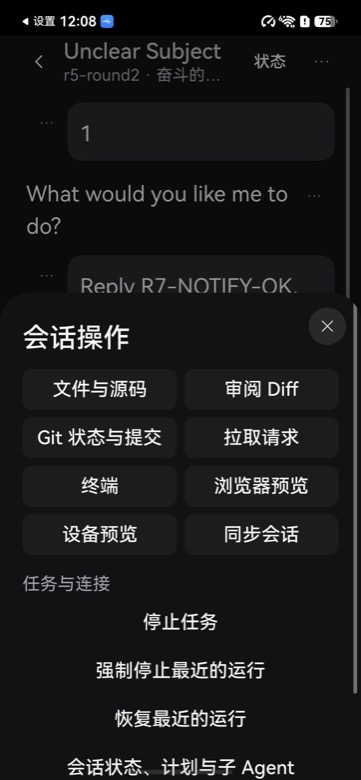 设置 12:08 75
Unclear Subject
r5-round2 · 奋斗的…
状态
1
What would you like me to
do?
Reply R7-NOTIFY-OK.
会话操作
文件与源码
审阅 Diff
Git 状态与提交
拉取请求
终端
浏览器预览
设备预览
同步会话
任务与连接
停止任务
强制停止最近的运行
恢复最近的运行
会话状态、计划与子 Agent